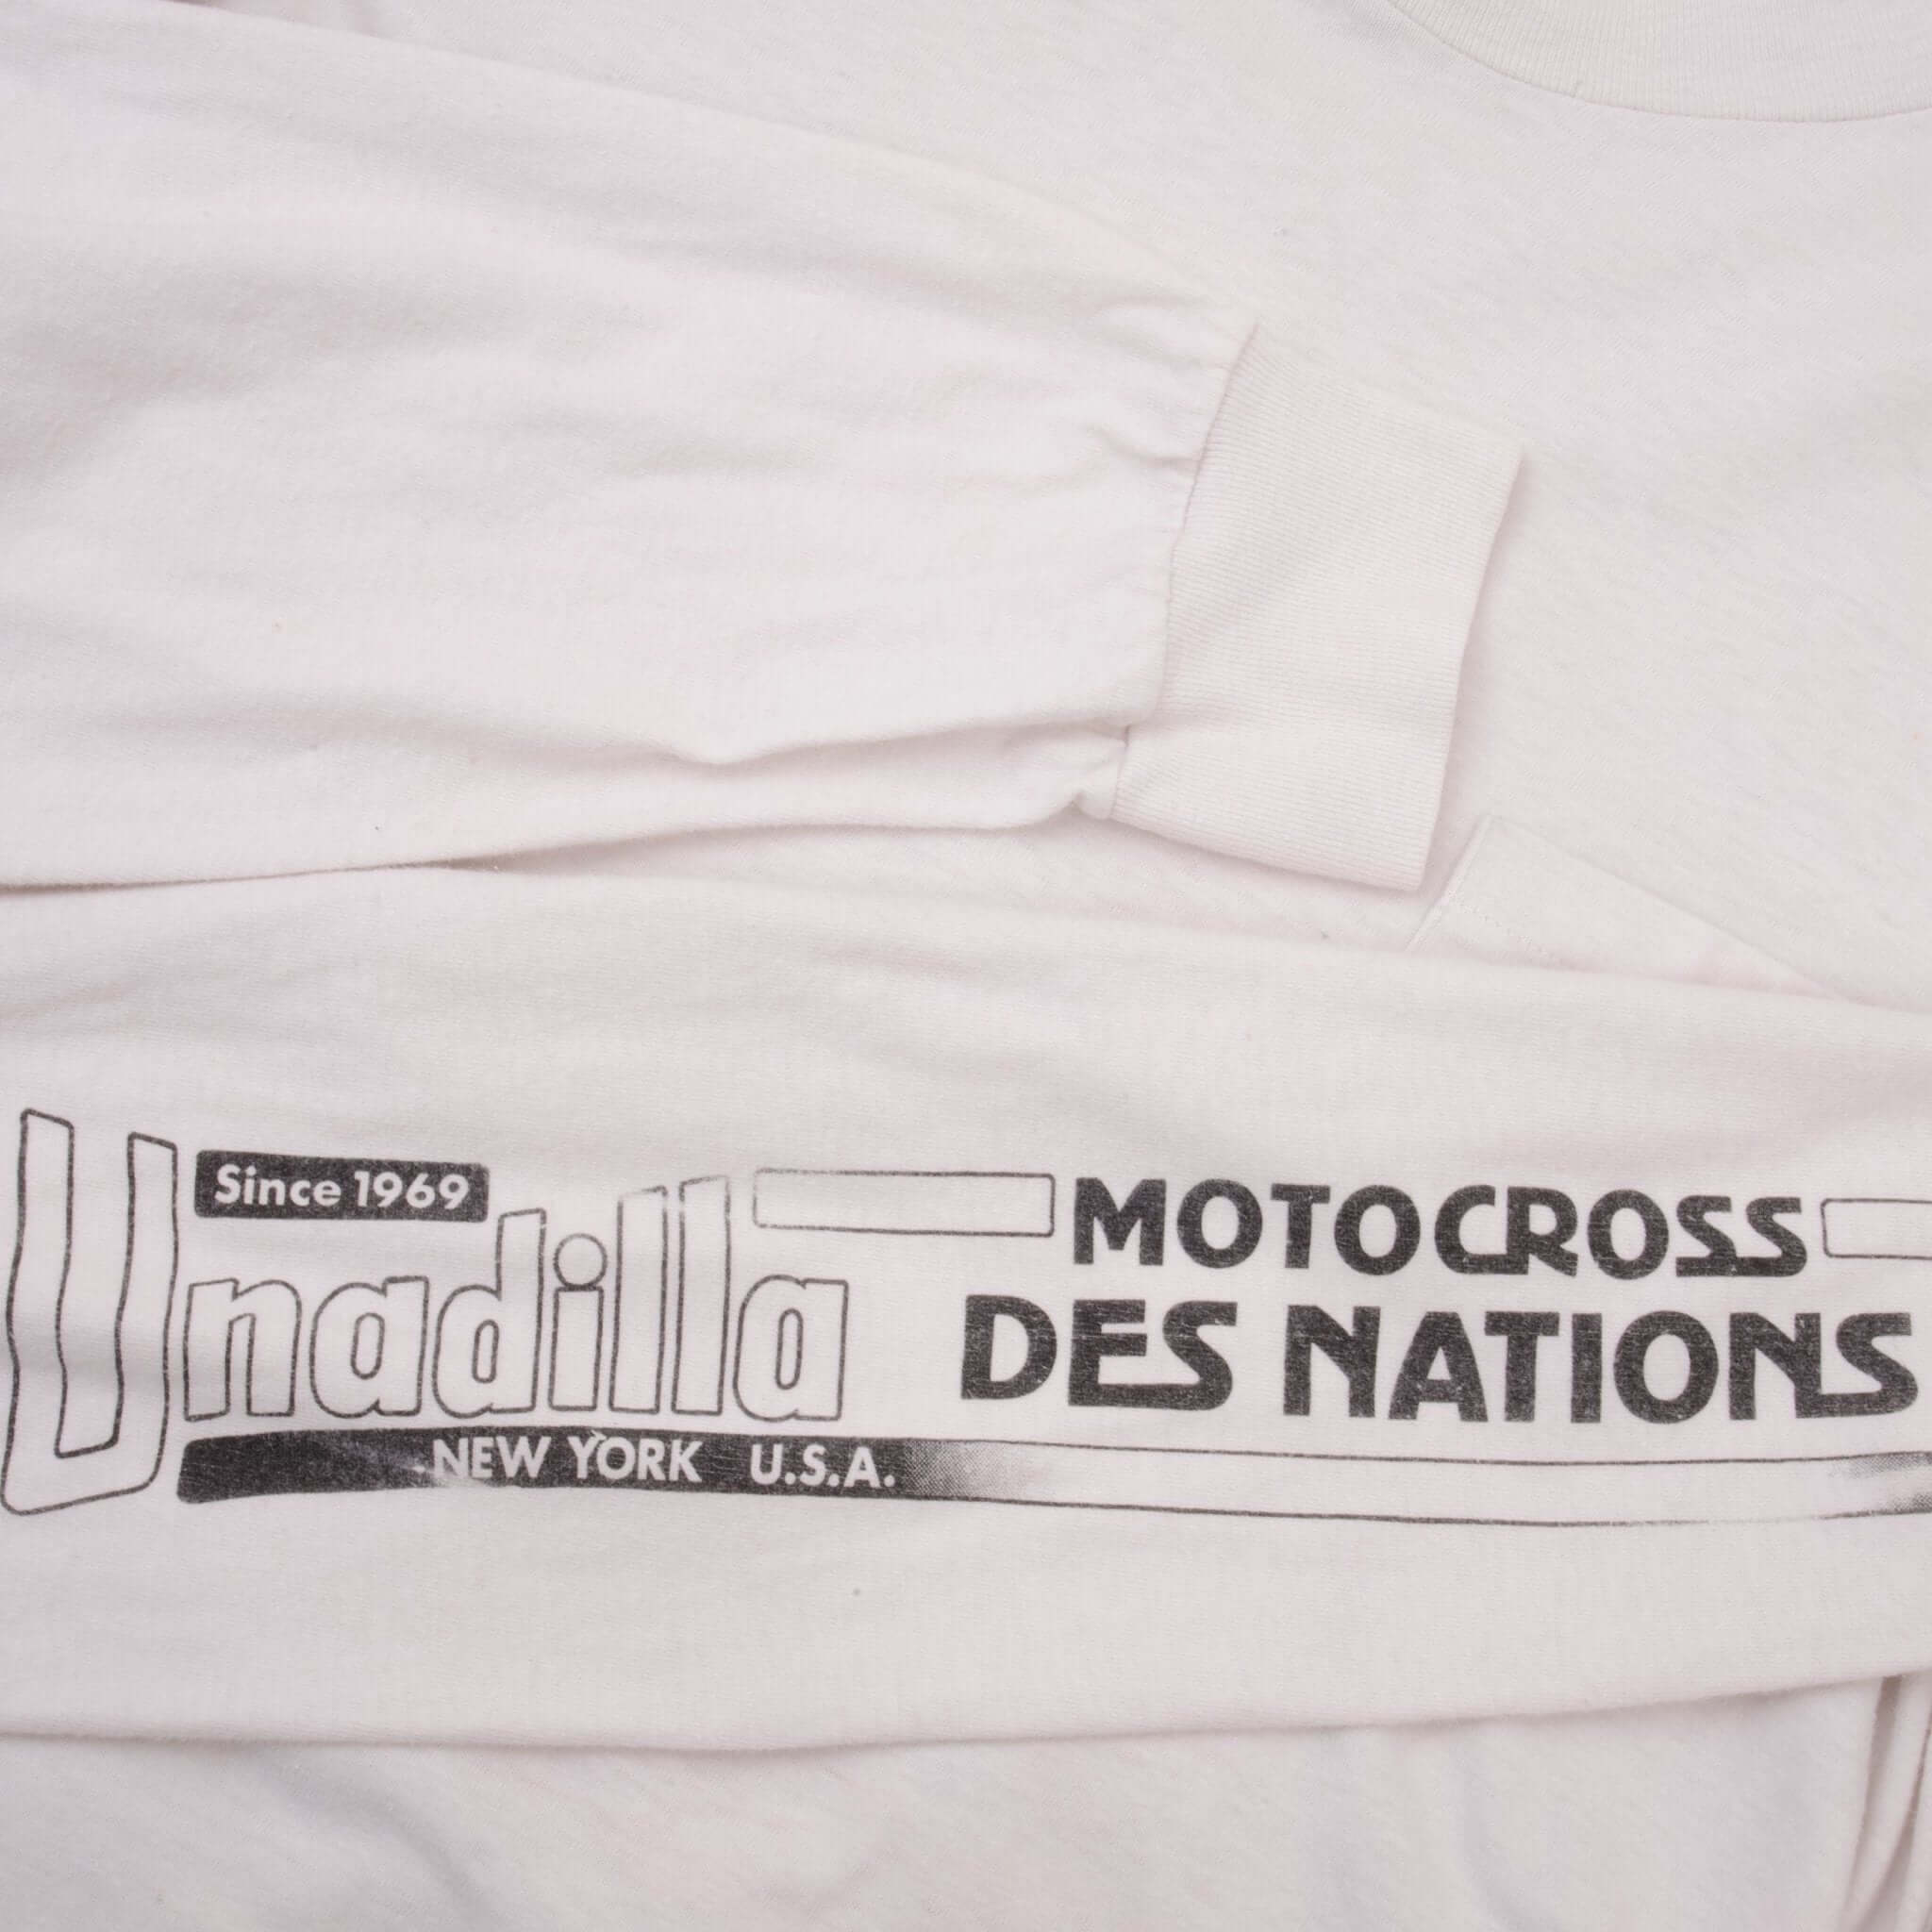 Since 1969
Unadilla
NEW YORK U.S.A.
MOTOCROSS
DES NATIONS